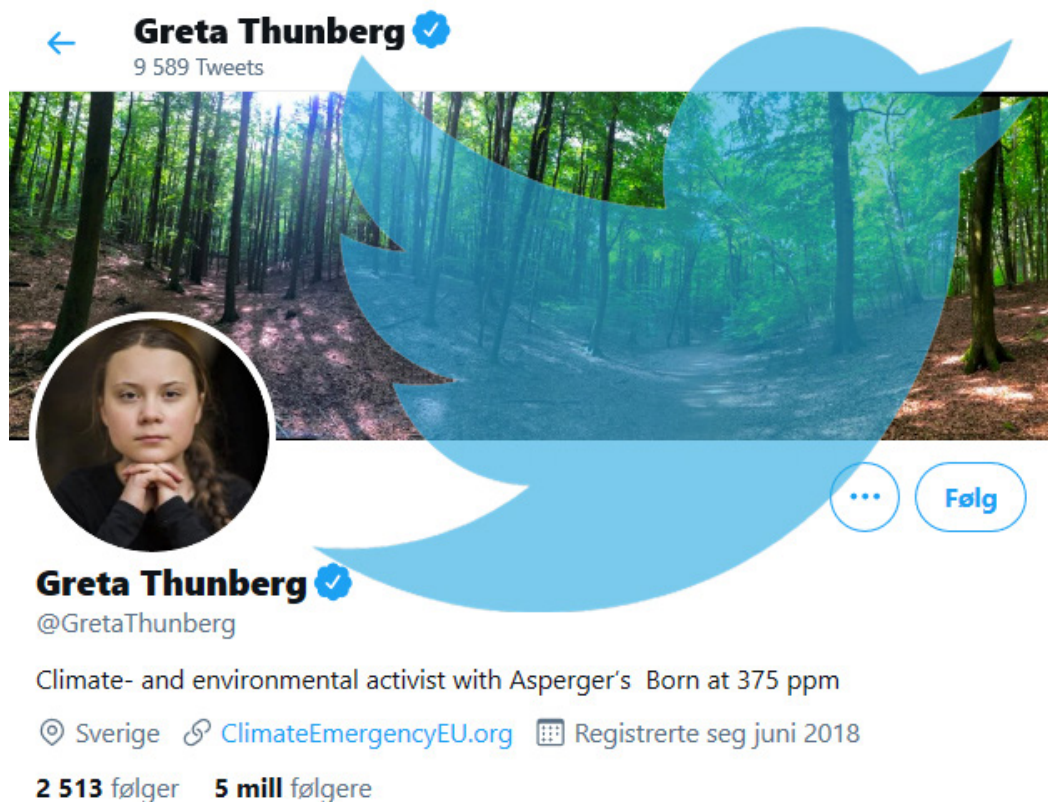 Greta Thunberg
9 589 Tweets
Følg
Greta Thunberg
@GretaThunberg
Climate- and environmental activist with Asperger's Born at 375 ppm
Sverige ClimateEmergencyEU.org Registrerte seg juni 2018
2 513 følger 5 mill følgere